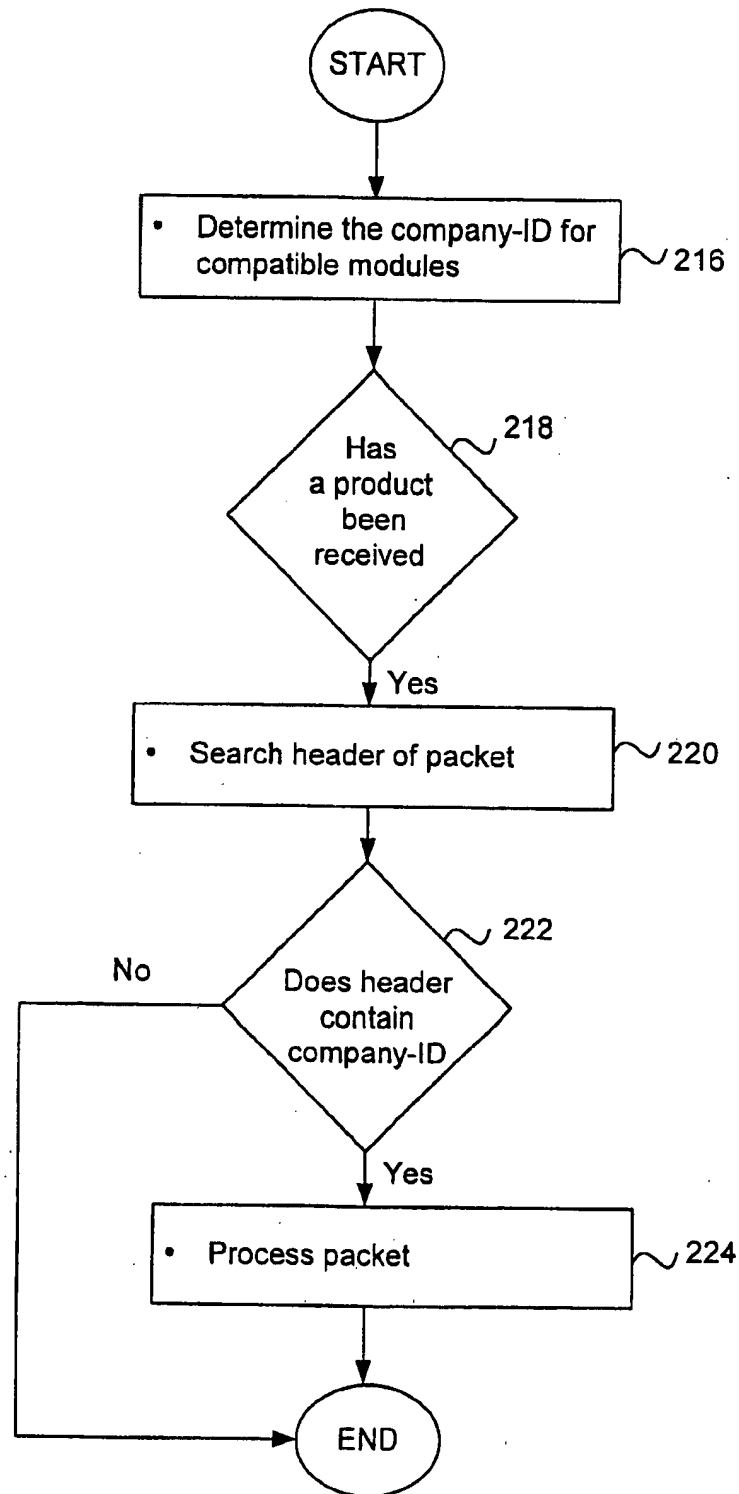 START
• Determine the company-ID for
compatible modules
216
218
Has
a product
been
received
Yes
• Search header of packet
220
222
No
Does header
contain
company-ID
Yes
• Process packet
224
END